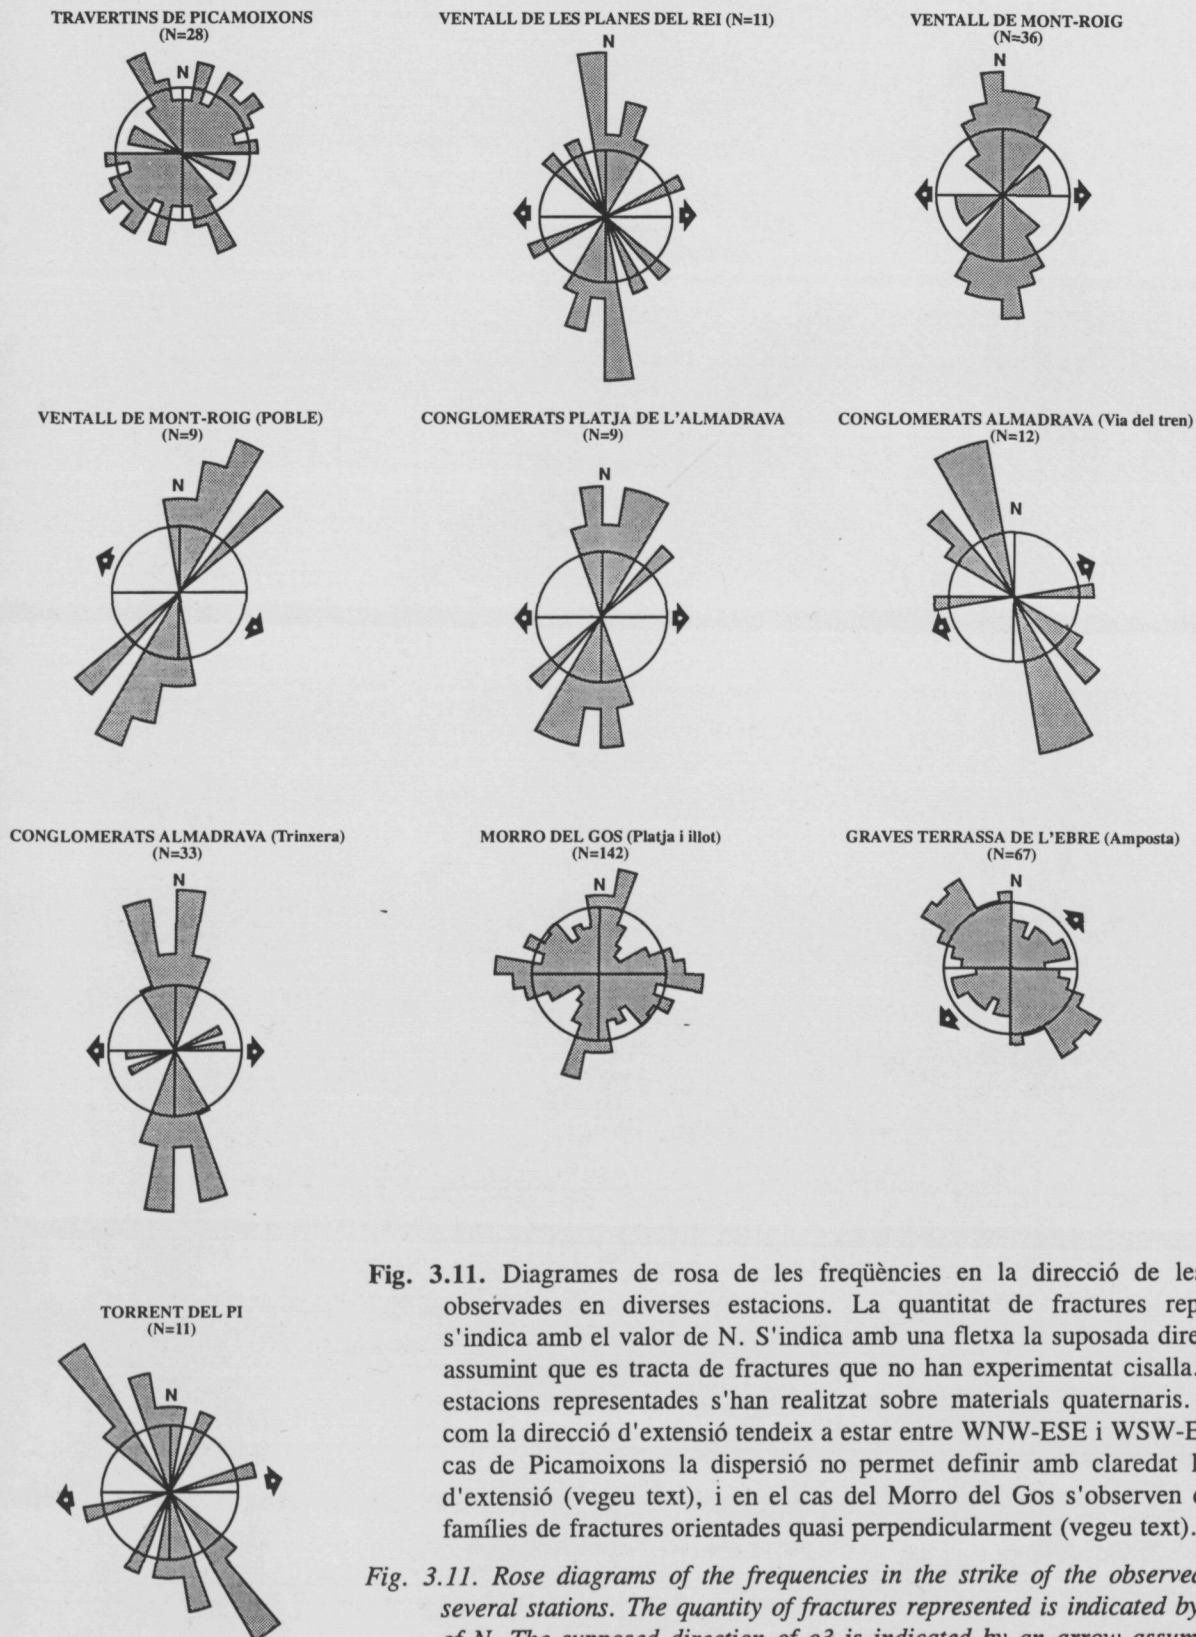 TRAVERTINS DE PICAMOIXONS
(N=28)
N
VENTALL DE LES PLANES DEL REI (N=11)
N
VENTALL DE MONT-ROIG
(N=36)
N
VENTALL DE MONT-ROIG (POBLE)
(N=9)
N
CONGLOMERATS PLATJA DE L'ALMADRAVA
(N=9)
N
CONGLOMERATS ALMADRAVA (Via del tren)
(N=12)
N
CONGLOMERATS ALMADRAVA (Trinxera)
(N=33)
N
MORRO DEL GOS (Platja i illot)
(N=142)
N
GRAVES TERRASSA DE L'EBRE (Amposta)
(N=67)
N
TORRENT DEL PI
(N=11)
N
Fig. 3.11. Diagrames de rosa de les freqüències en la direcció de les
observades en diverses estacions. La quantitat de fractures rep
s'indica amb el valor de N. S'indica amb una fletxa la suposada dire
assumint que es tracta de fractures que no han experimentat cisalla.
estacions representades s'han realitzat sobre materials quaternaris.
com la direcció d'extensió tendeix a estar entre WNW-ESE i WSW-E
cas de Picamoixons la dispersió no permet definir amb claredat l
d'extensió (vegeu text), i en el cas del Morro del Gos s'observen
famílies de fractures orientades quasi perpendicularment (vegeu text).
Fig. 3.11. Rose diagrams of the frequencies in the strike of the observed
several stations. The quantity of fractures represented is indicated by
of N. The supposed direction of σ3 is indicated by an arrow assum